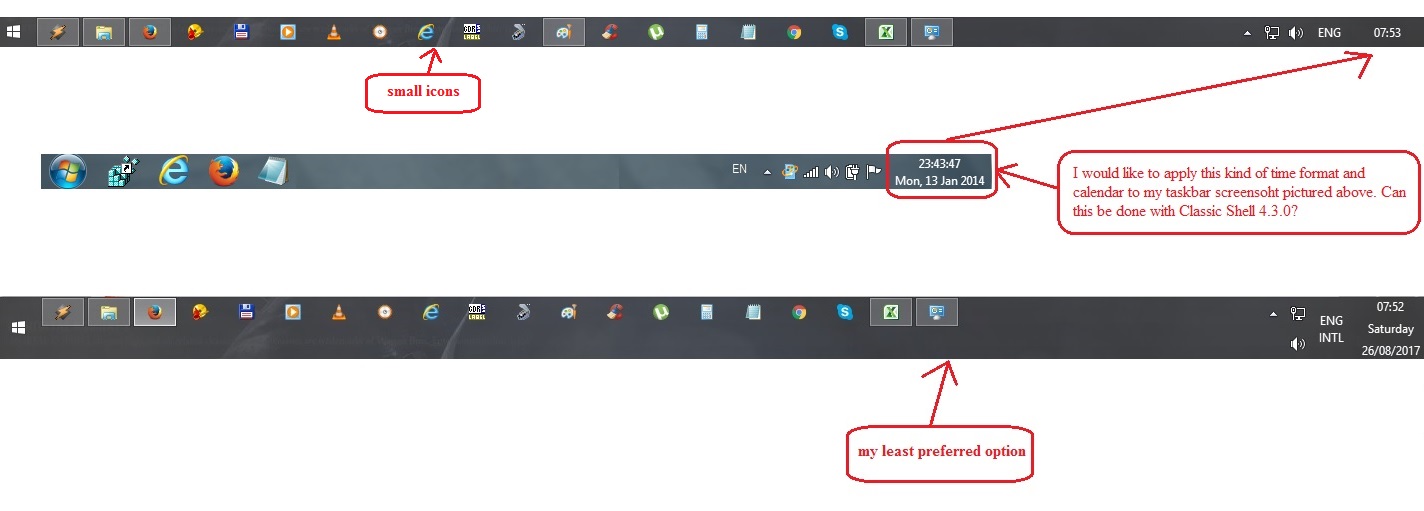 ENG 07:53
small icons
EN
23:43:47
Mon, 13 Jan 2014
I would like to apply this kind of time format and
calendar to my taskbar screensoht pictured above. Can
this be done with Classic Shell 4.3.0?
07:52
ENG
Saturday
INTL
26/08/2017
my least preferred option